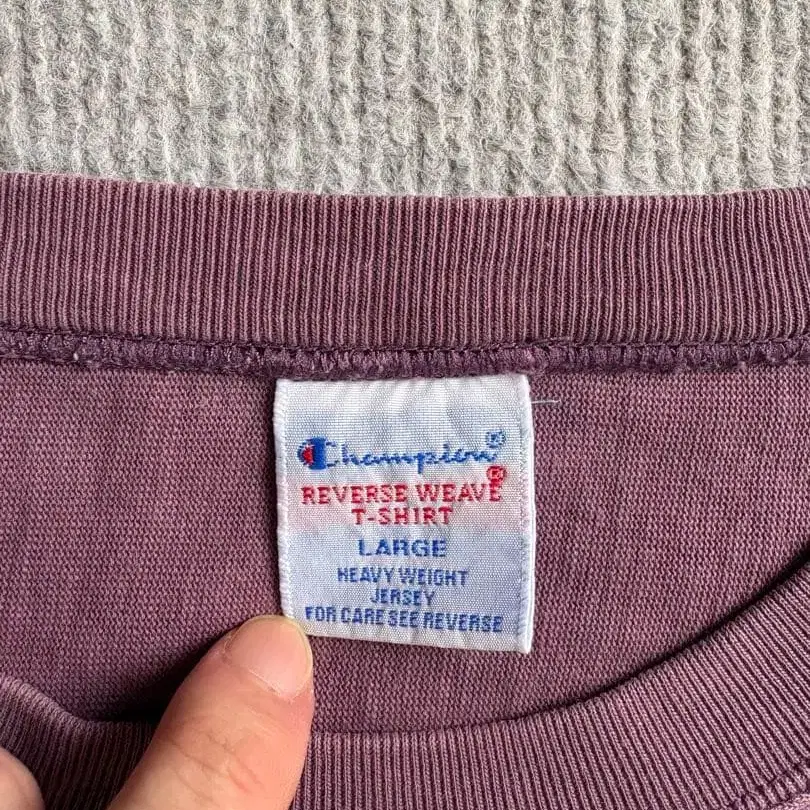 Champion®
REVERSE WEAVE®
T-SHIRT
LARGE
HEAVY WEIGHT
JERSEY
FOR CARE SEE REVERSE